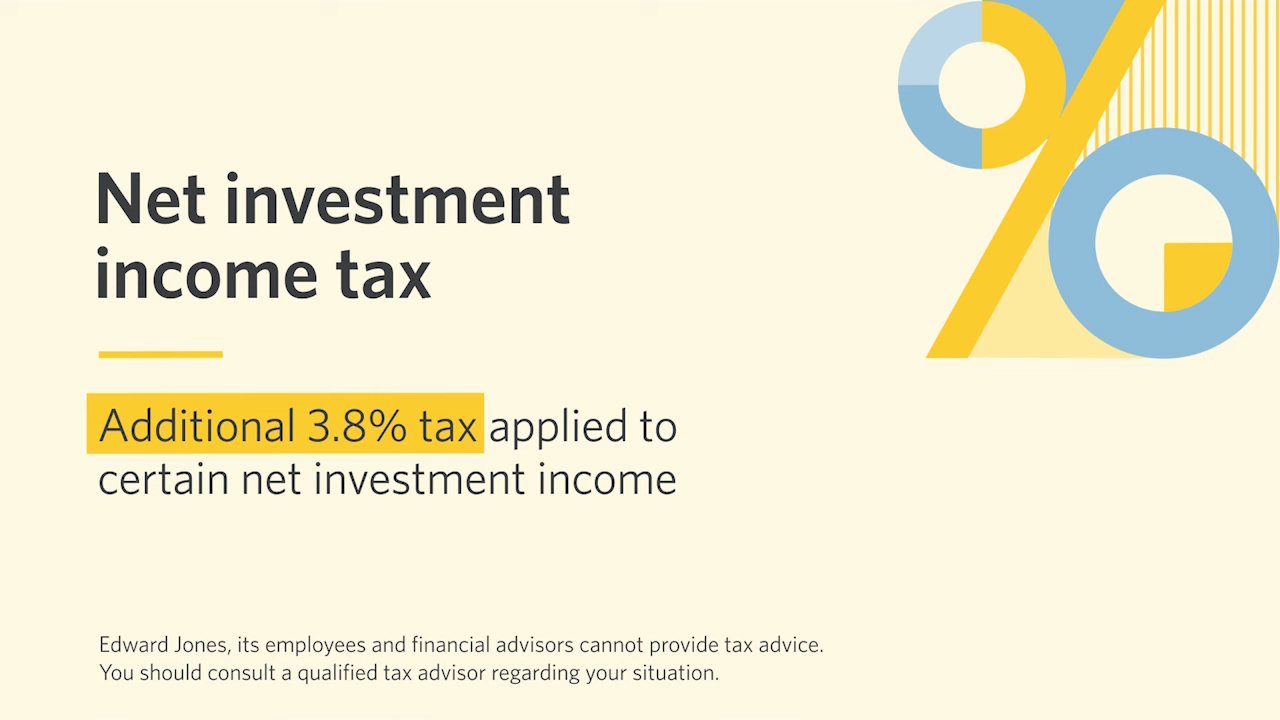 Net investment
income tax
Additional 3.8% tax applied to
certain net investment income
Edward Jones, its employees and financial advisors cannot provide tax advice.
You should consult a qualified tax advisor regarding your situation.